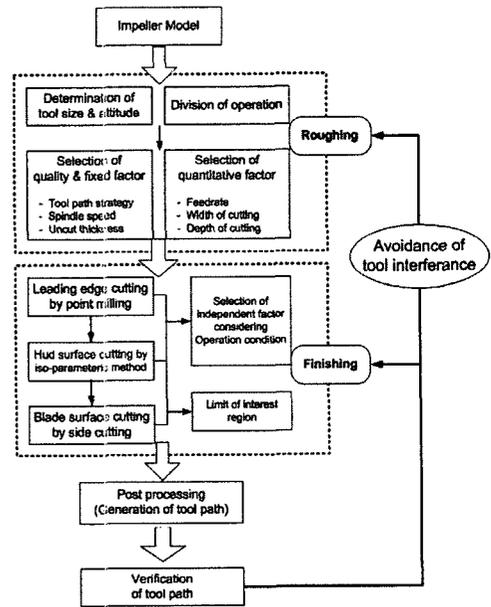 Impeller Model
Determination of
tool size & attitude
Division of operation
Roughing
Selection of
quality & fixed factor
- Tool path strategy
- Spindle speed
- Uncut thickness
Selection of
quantitative factor
- Feedrate
- Width of cutting
- Depth of cutting
Avoidance of
tool interferance
Leading edge cutting
by point milling
Selection of
Independent factor
considering
Operation condition
Hud surface cutting by
iso-parameteric method
Finishing
Blade surface cutting
by side cutting
Limit of interest
region
Post processing
(Generation of tool path)
Verification
of tool path